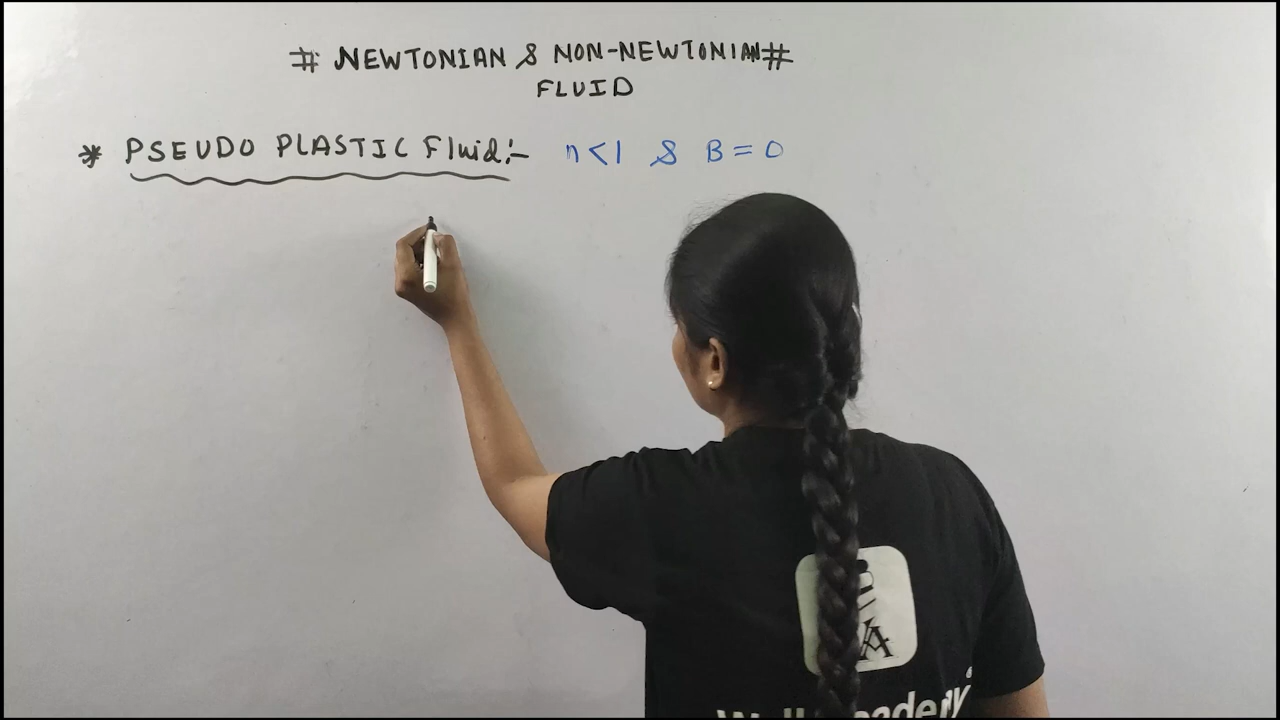 # NEWTONIAN & NON-NEWTONIAN #
FLUID
* PSEUDO PLASTIC Fluid:- n<1 & B=0